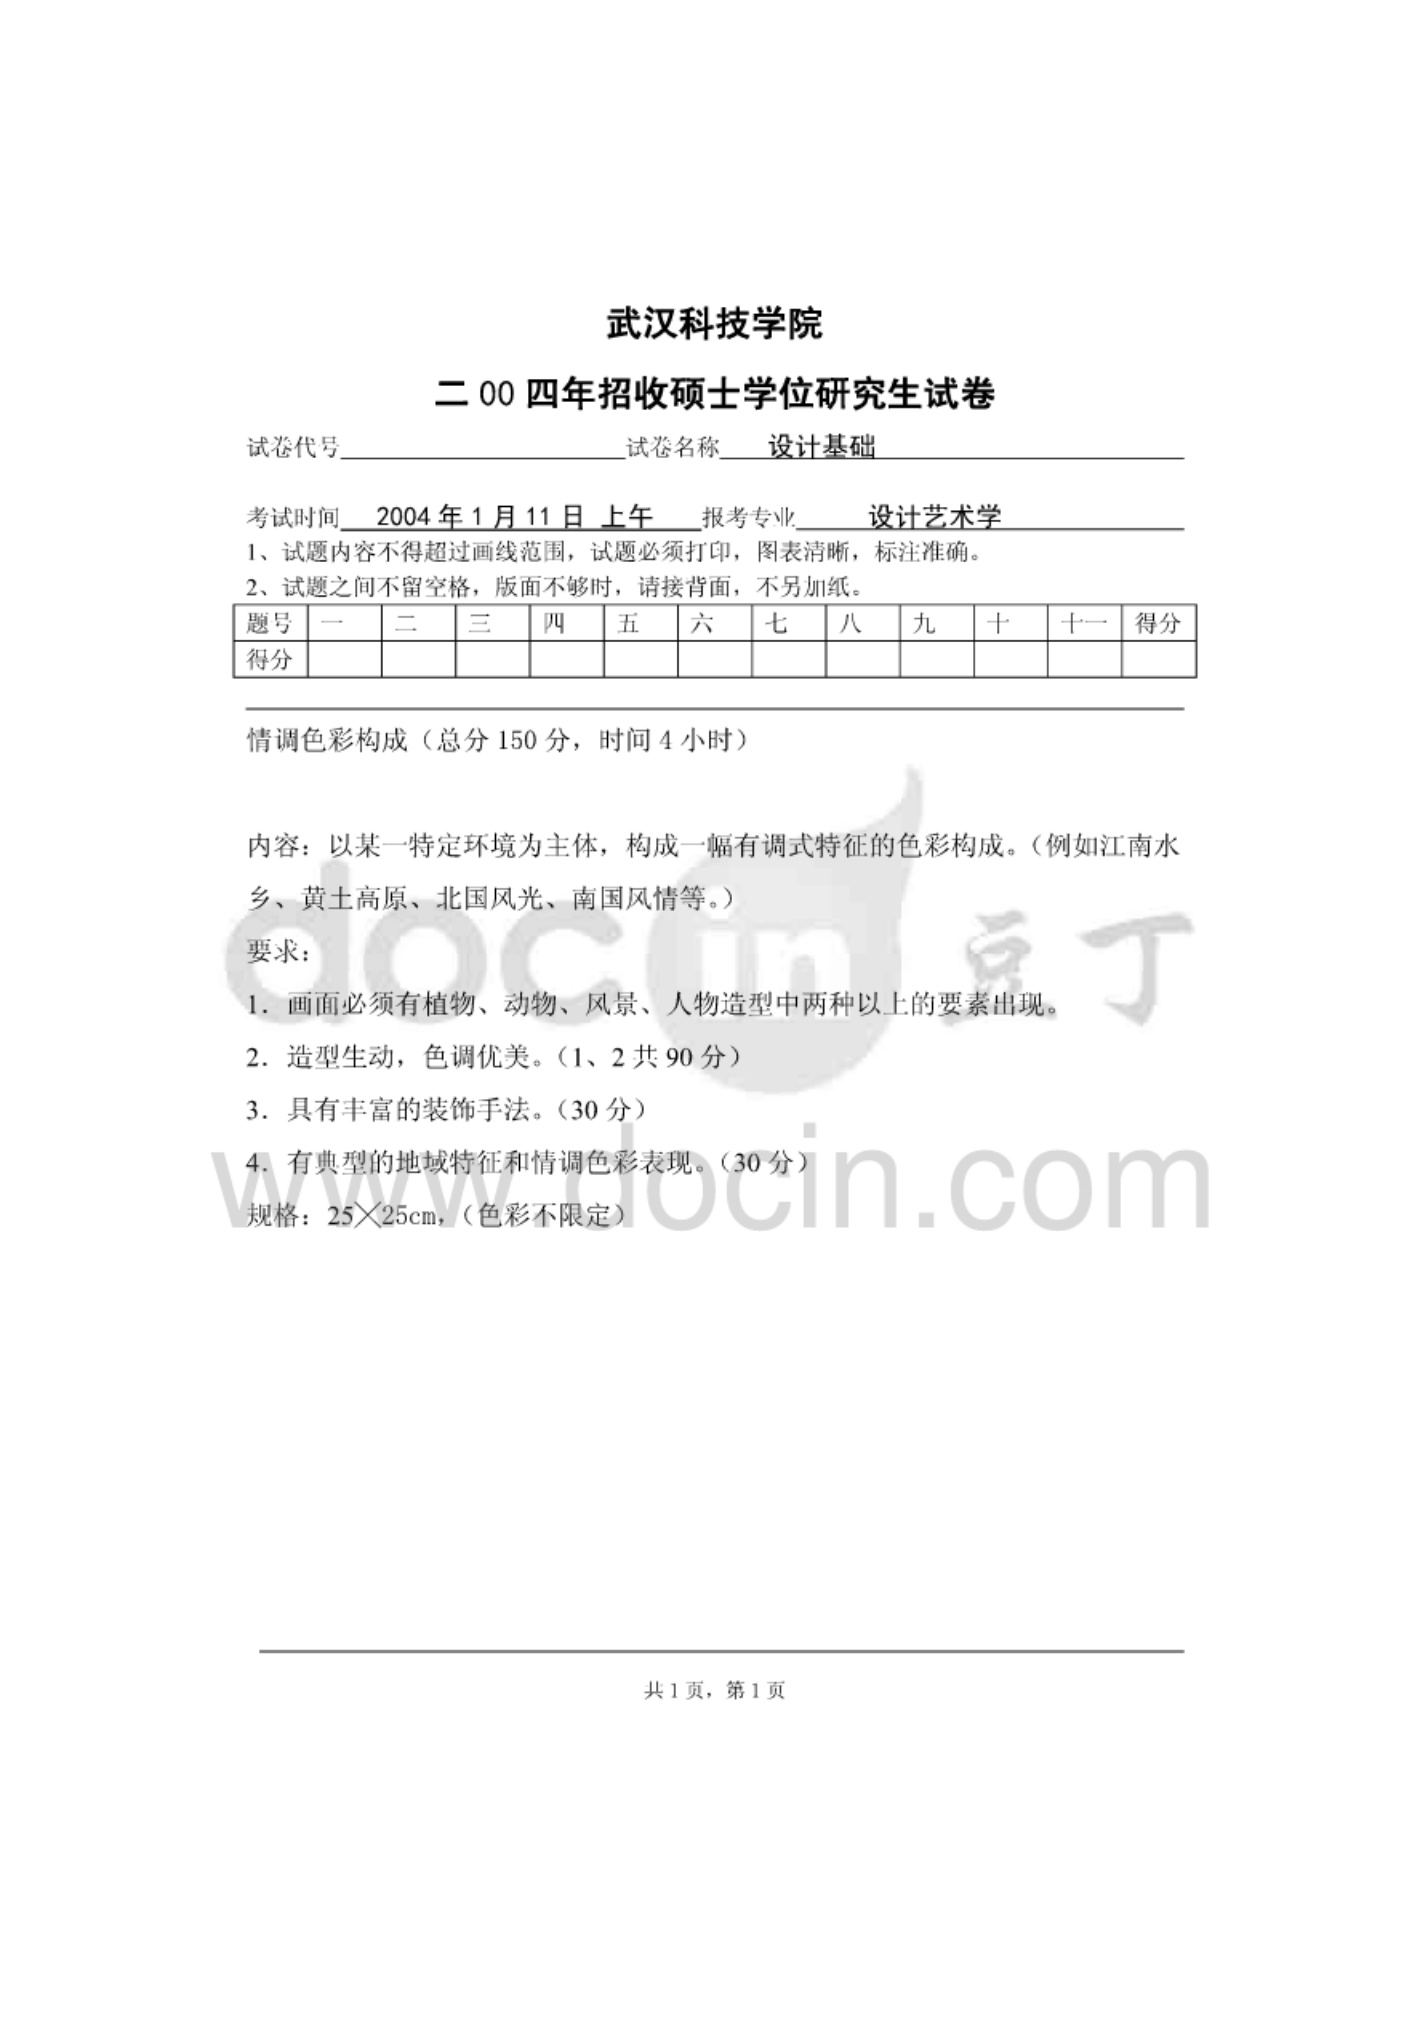 武汉科技学院
二00四年招收硕士学位研究生试卷
试卷代号 试卷名称 设计基础
考试时间 2004年1月11日 上午 报考专业 设计艺术学
1、试题内容不得超过画线范围，试题必须打印，图表清晰，标注准确。
2、试题之间不留空格，版面不够时，请接背面，不另加纸。
题号 一 二 三 四 五 六 七 八 九 十 十一 得分
得分
情调色彩构成（总分150分，时间4小时）
内容：以某一特定环境为主体，构成一幅有调式特征的色彩构成。（例如江南水
乡、黄土高原、北国风光、南国风情等。）
要求：
1．画面必须有植物、动物、风景、人物造型中两种以上的要素出现。
2．造型生动，色调优美。（1、2共90分）
3．具有丰富的装饰手法。（30分）
4．有典型的地域特征和情调色彩表现。（30分）
规格：25╳25cm，（色彩不限定）
docin 豆丁
www.docin.com
共1页，第1页